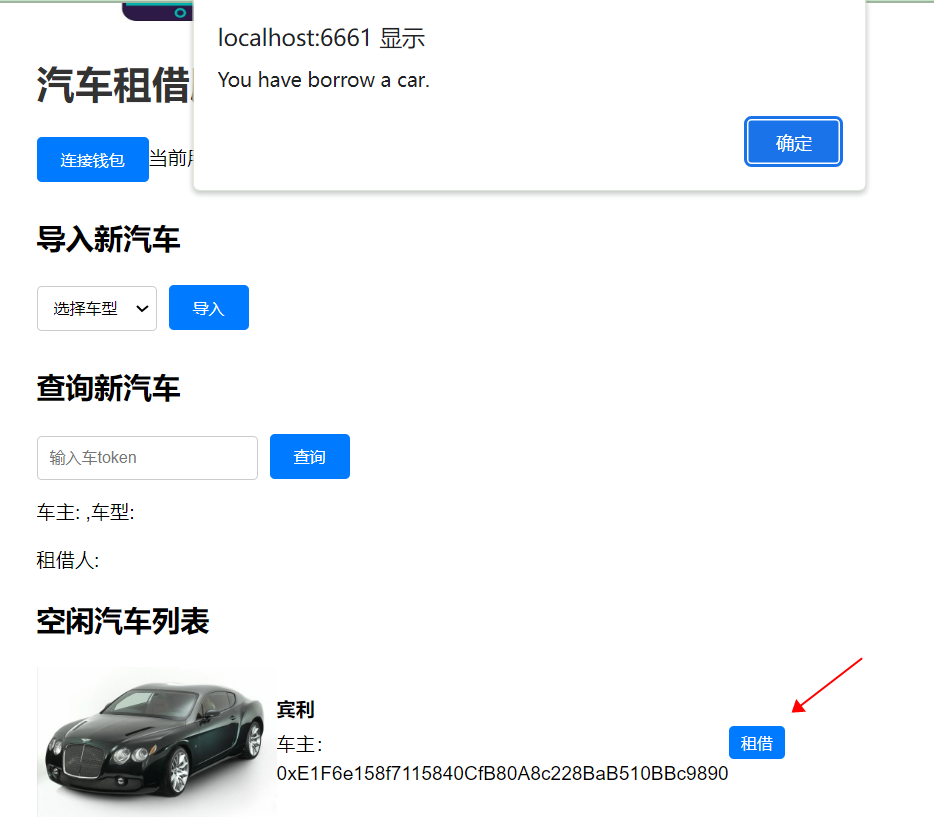 localhost:6661 显示
You have borrow a car.
确定
汽车租借
连接钱包
当前
导入新汽车
选择车型
导入
查询新汽车
输入车token
查询
车主: ,车型:
租借人:
空闲汽车列表
宾利
车主:
0xE1F6e158f7115840CfB80A8c228BaB510BBc9890
租借